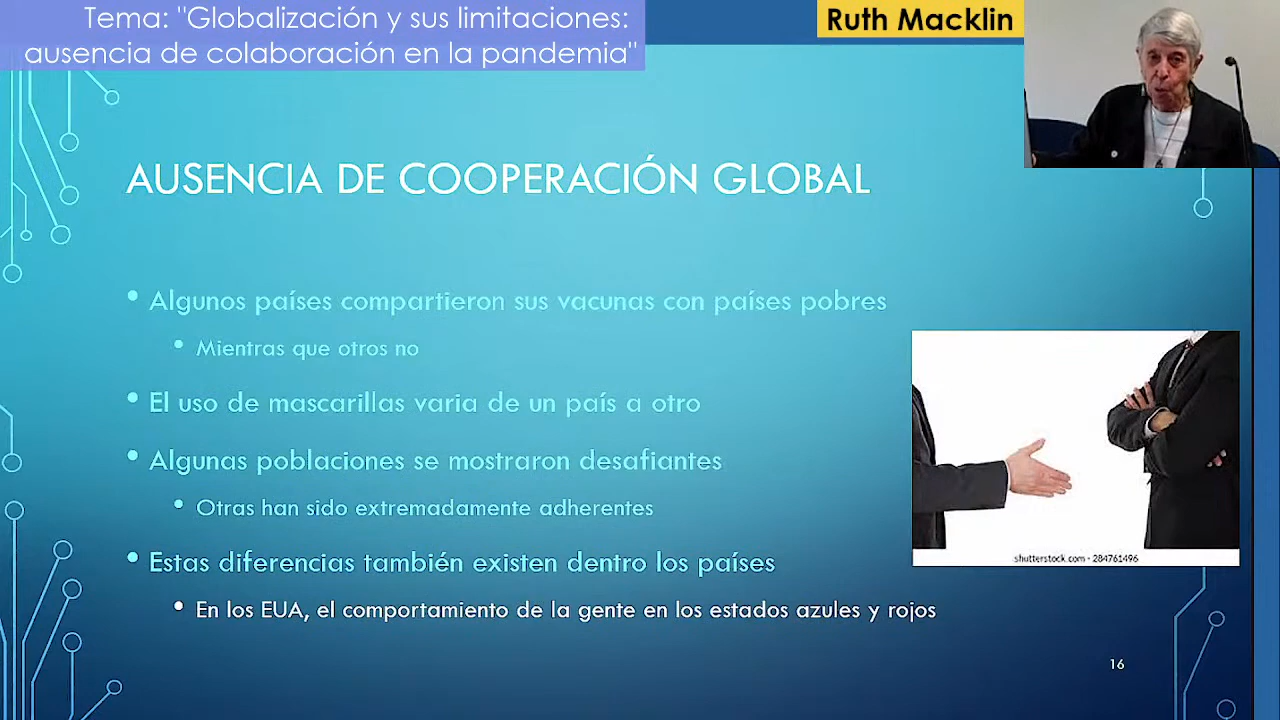 Tema: "Globalización y sus limitaciones:
ausencia de colaboración en la pandemia"
Ruth Macklin
AUSENCIA DE COOPERACIÓN GLOBAL
• Algunos países compartieron sus vacunas con países pobres
• Mientras que otros no
• El uso de mascarillas varia de un país a otro
• Algunas poblaciones se mostraron desafiantes
• Otras han sido extremadamente adherentes
• Estas diferencias también existen dentro los países
• En los EUA, el comportamiento de la gente en los estados azules y rojos
shutterstock.com · 284761496
16